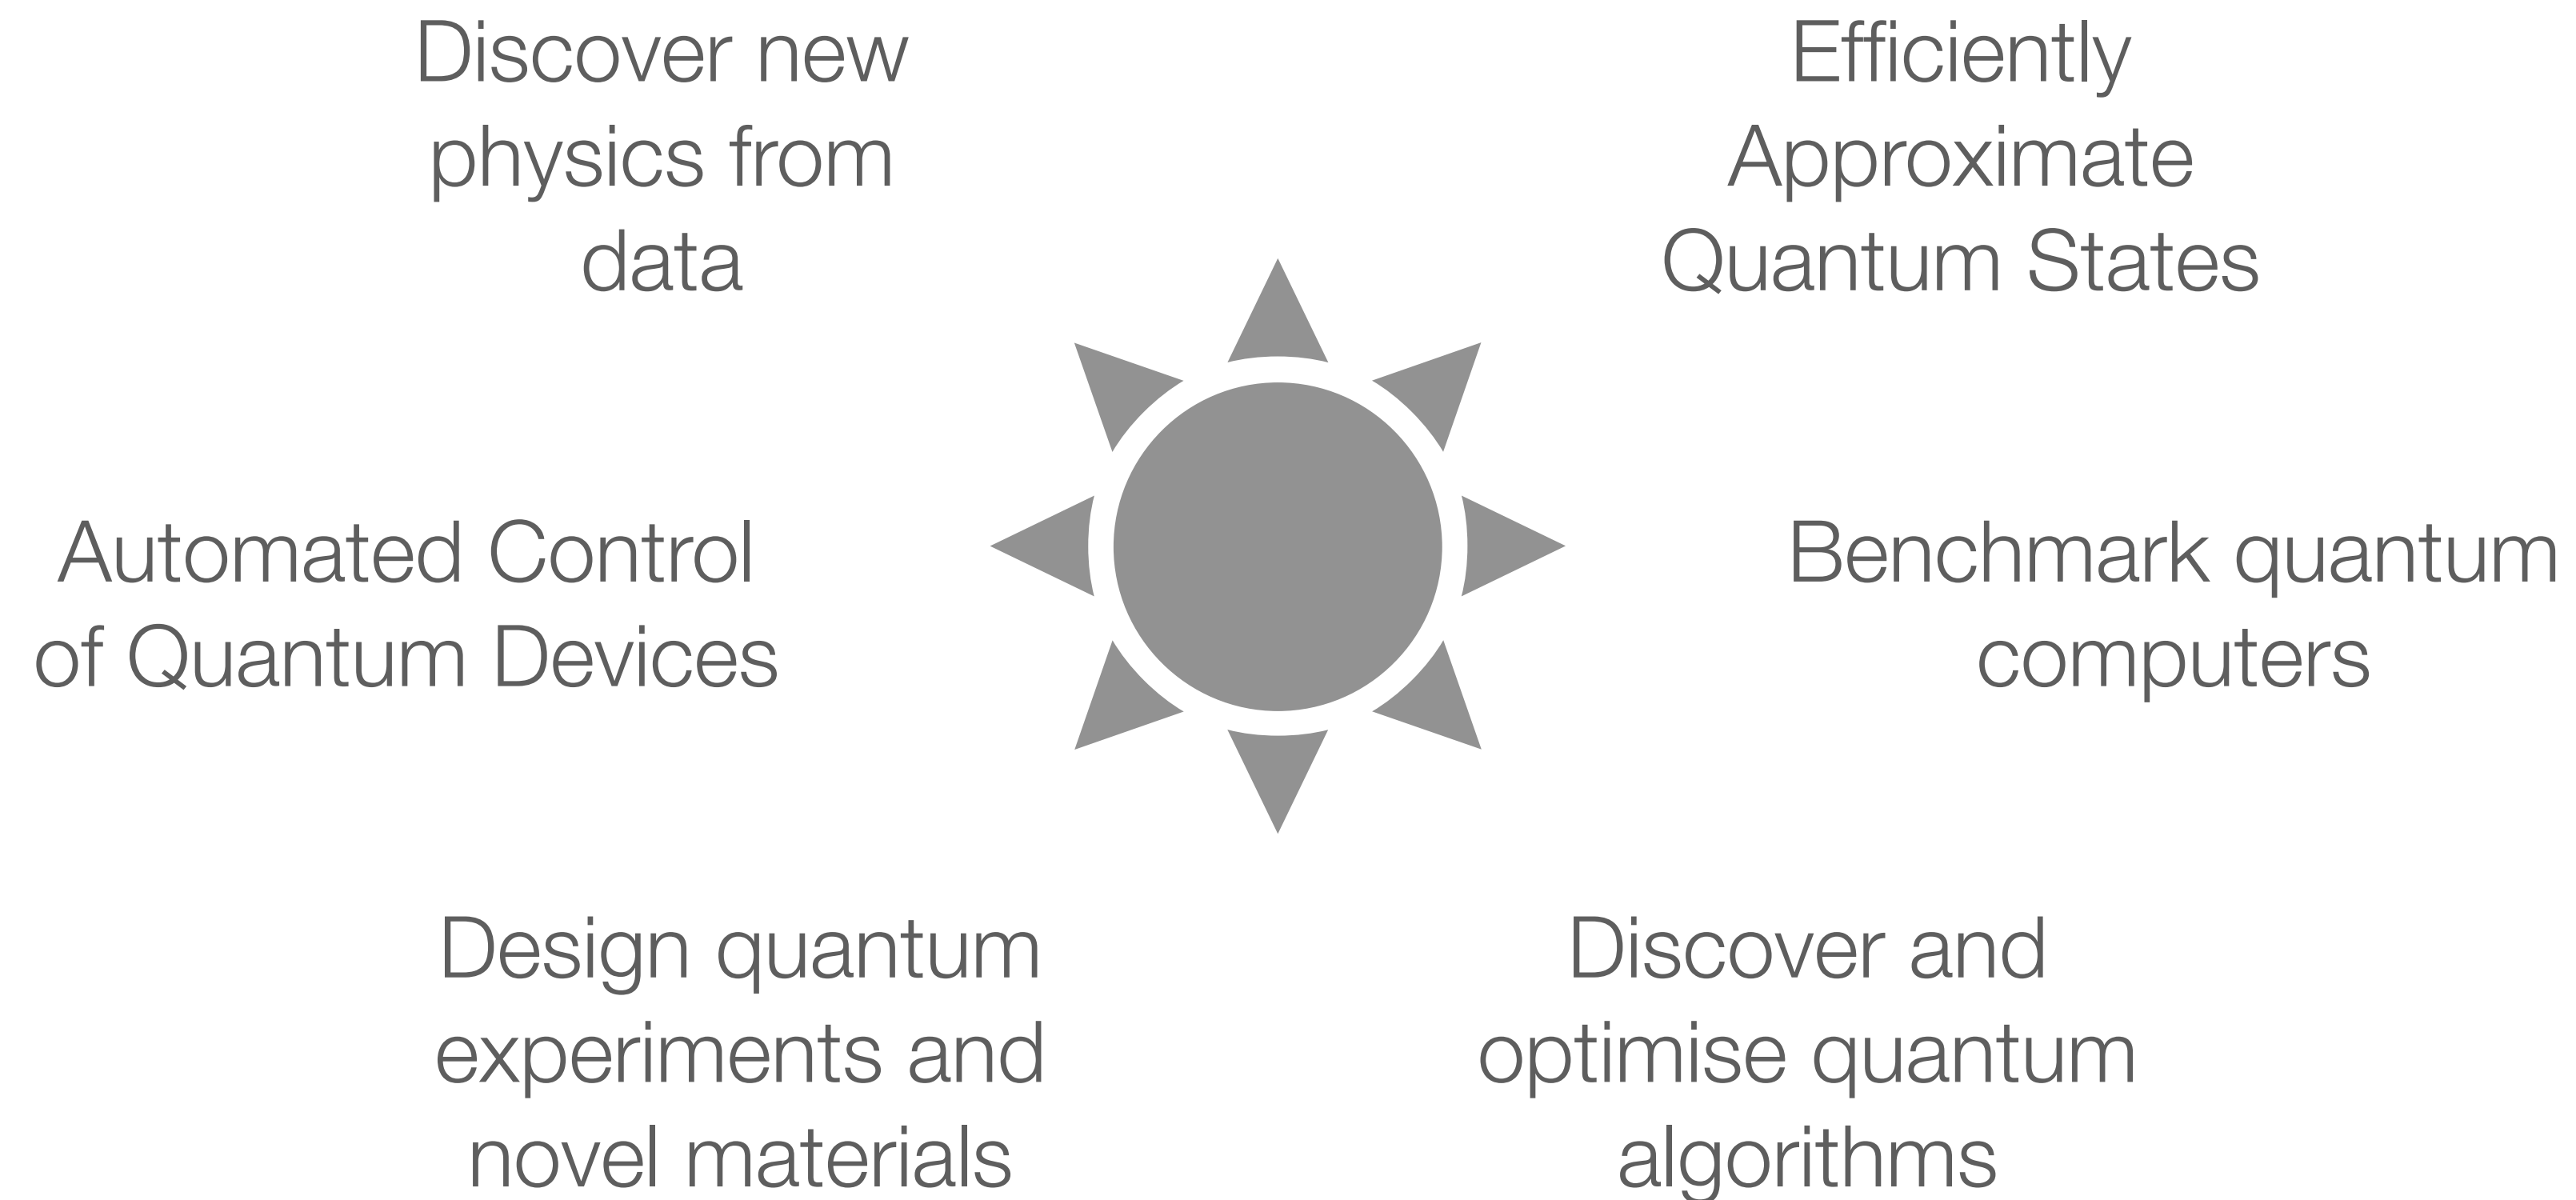 Discover new
physics from
data
Efficiently
Approximate
Quantum States
Automated Control
of Quantum Devices
Benchmark quantum
computers
Design quantum
experiments and
novel materials
Discover and
optimise quantum
algorithms